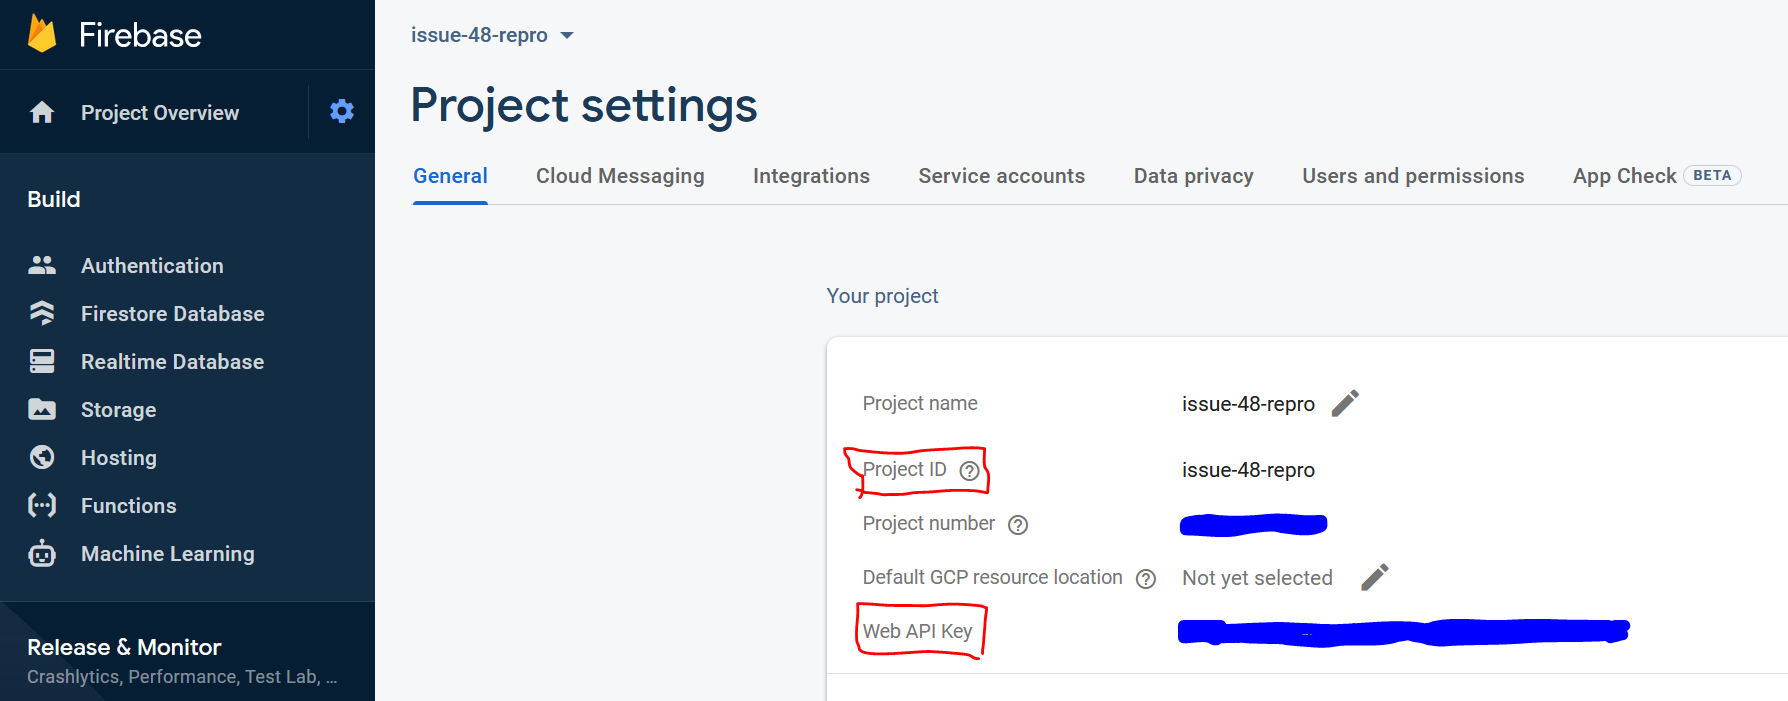 Firebase
Project Overview
Build
Authentication
Firestore Database
Realtime Database
Storage
Hosting
Functions
Machine Learning
Release & Monitor
Crashlytics, Performance, Test Lab, ...
issue-48-repro
Project settings
General Cloud Messaging Integrations Service accounts Data privacy Users and permissions App Check BETA
Your project
Project name issue-48-repro
Project ID issue-48-repro
Project number
Default GCP resource location Not yet selected
Web API Key